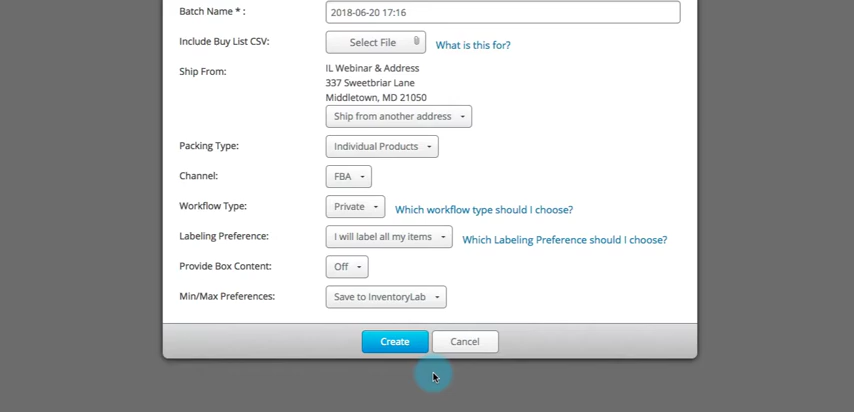 Batch Name * :
2018-06-20 17:16
Include Buy List CSV:
Select File
What is this for?
Ship From:
IL Webinar & Address
337 Sweetbriar Lane
Middletown, MD 21050
Ship from another address
Packing Type:
Individual Products
Channel:
FBA
Workflow Type:
Private
Which workflow type should I choose?
Labeling Preference:
I will label all my items
Which Labeling Preference should I choose?
Provide Box Content:
Off
Min/Max Preferences:
Save to InventoryLab
Create
Cancel